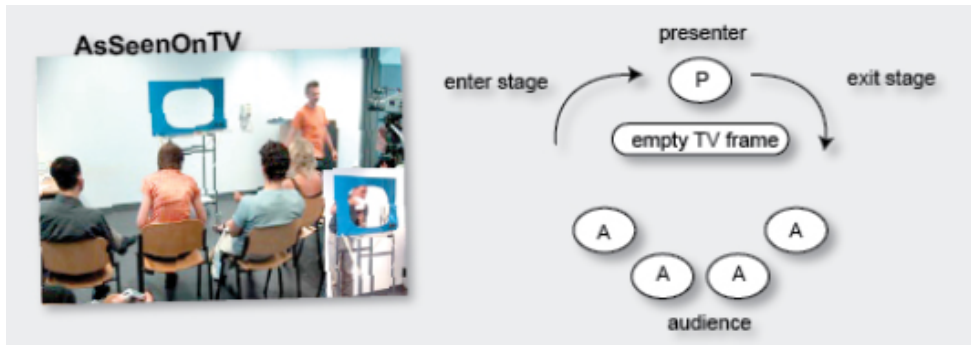 AsSeenOnTV
presenter
enter stage
P
exit stage
empty TV frame
A
A
A
A
audience